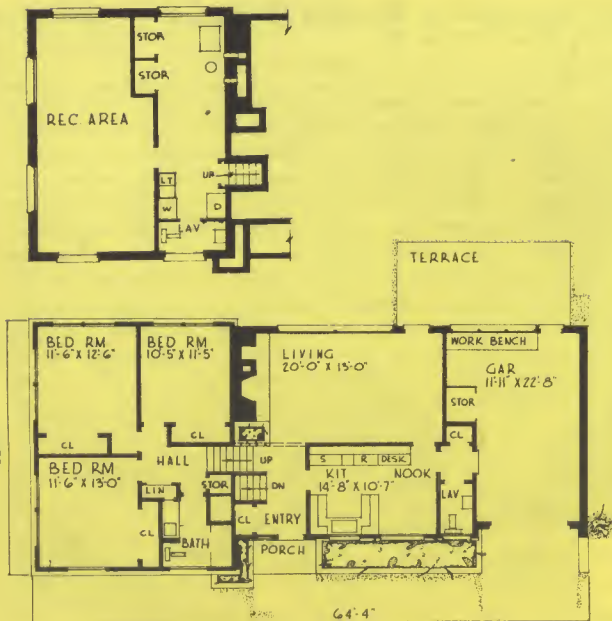 STOR
STOR
REC. AREA
UP
LT
W
D
LAV
TERRACE
BED RM
11'-6" X 12'-6"
BED RM
10'-5" X 11'-5"
LIVING
20'-0" X 13'-0"
WORK BENCH
GAR
11'-11" X 22'-8"
STOR
CL
CL
CL
HALL
UP
S
R
DESK
KIT
NOOK
14'-8" X 10'-7"
BED RM
11'-6" X 13'-0"
LIN
STOR
DN
LAV
CL
CL
ENTRY
BATH
PORCH
64'-4"